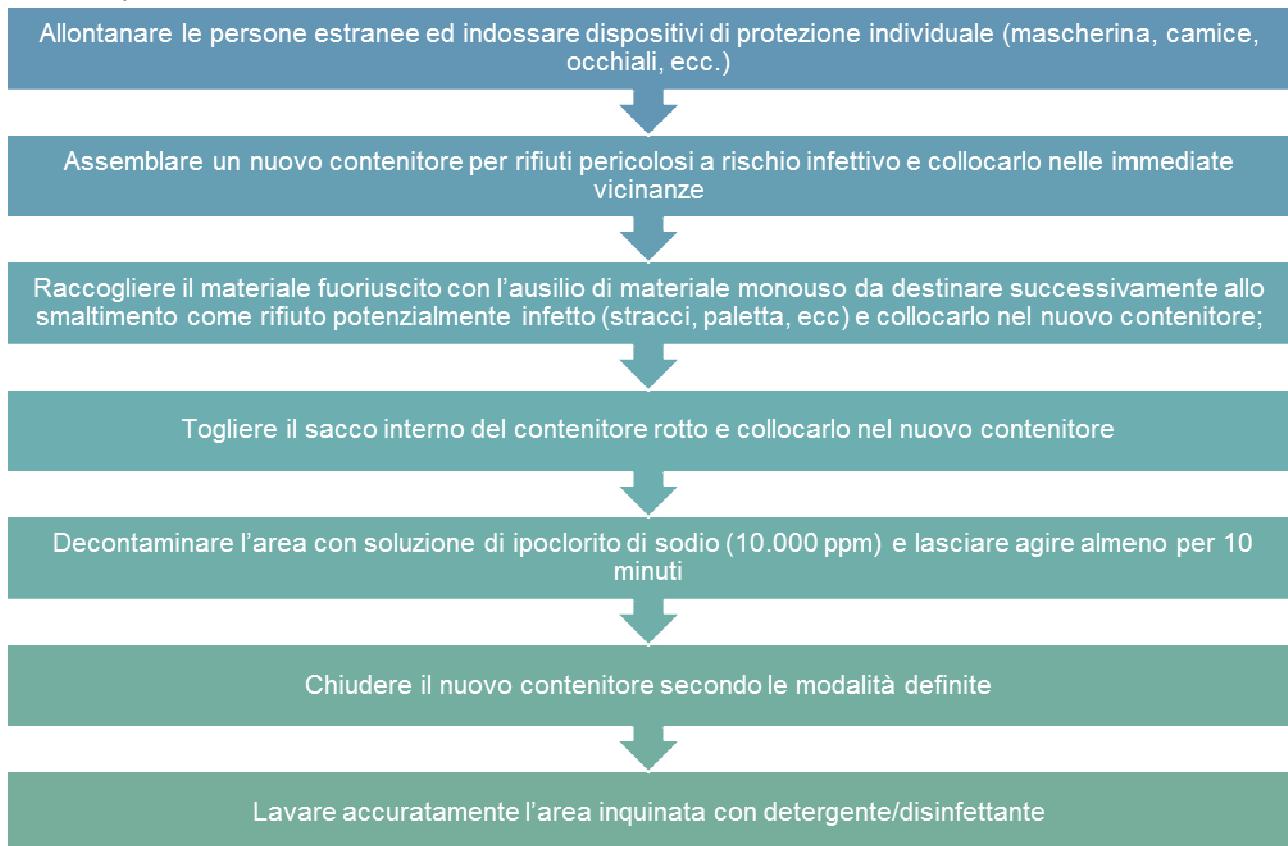 Allontanare le persone estranee ed indossare dispositivi di protezione individuale (mascherina, camice,
occhiali, ecc.)
Assemblare un nuovo contenitore per rifiuti pericolosi a rischio infettivo e collocarlo nelle immediate
vicinanze
Raccogliere il materiale fuoriuscito con l’ausilio di materiale monouso da destinare successivamente allo
smaltimento come rifiuto potenzialmente infetto (stracci, paletta, ecc) e collocarlo nel nuovo contenitore;
Togliere il sacco interno del contenitore rotto e collocarlo nel nuovo contenitore
Decontaminare l’area con soluzione di ipoclorito di sodio (10.000 ppm) e lasciare agire almeno per 10
minuti
Chiudere il nuovo contenitore secondo le modalità definite
Lavare accuratamente l’area inquinata con detergente/disinfettante